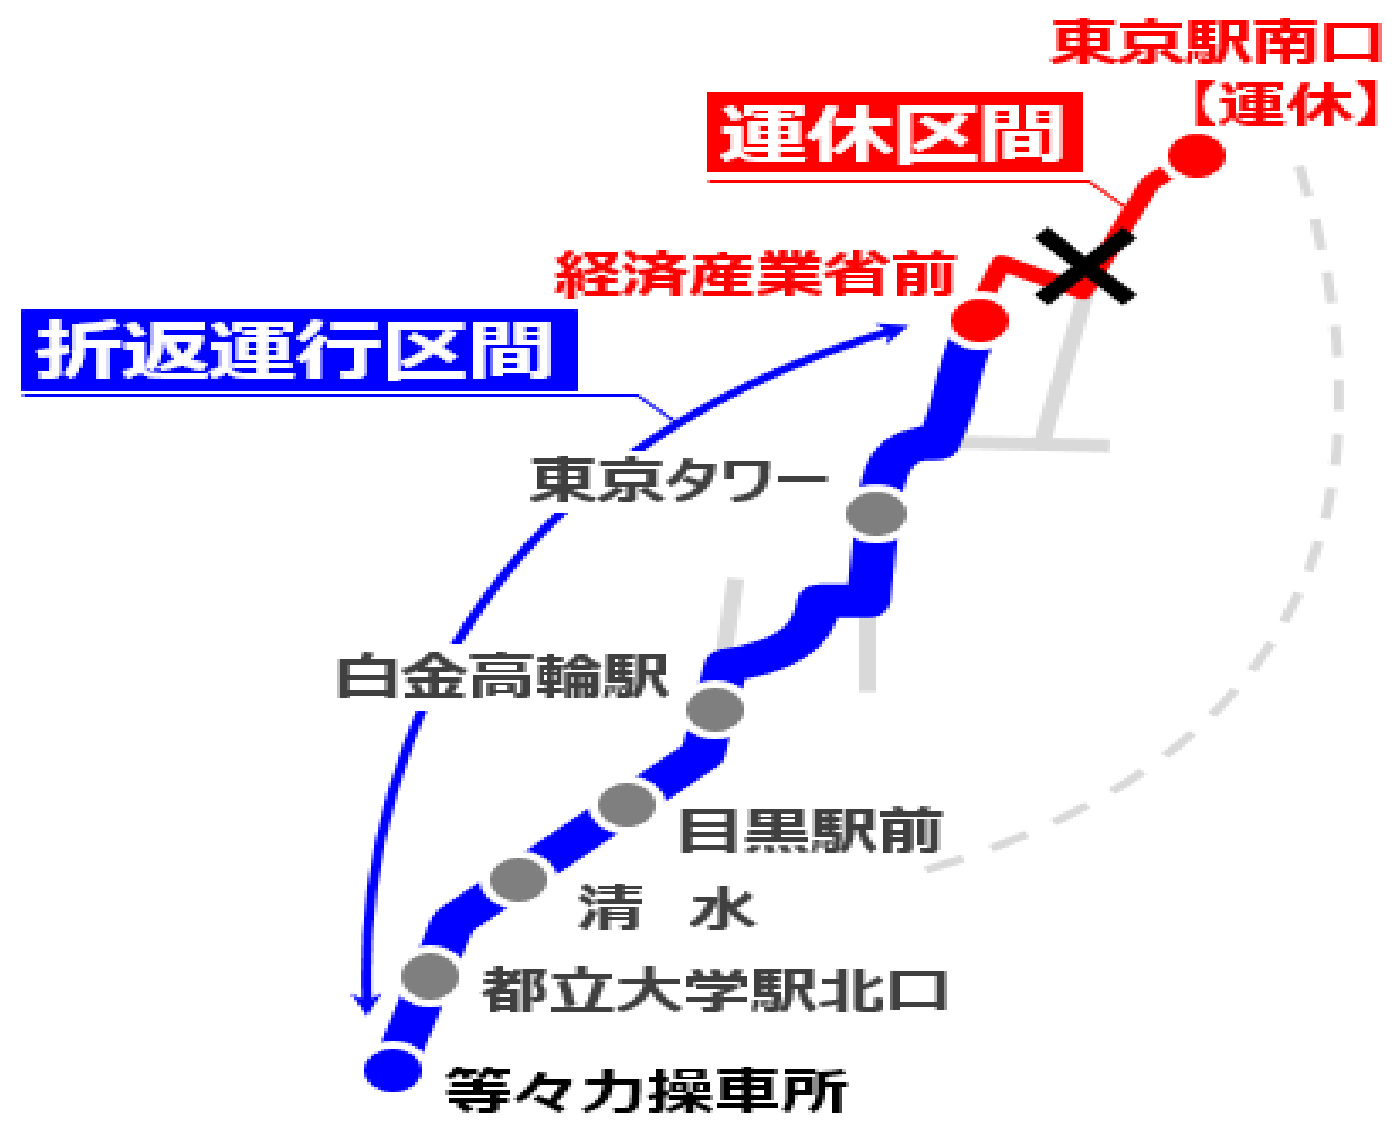 東京駅南口
【運休】
運休区間
経済産業省前
折返運行区間
東京タワー
白金高輪駅
目黒駅前
清　水
都立大学駅北口
等々力操車所